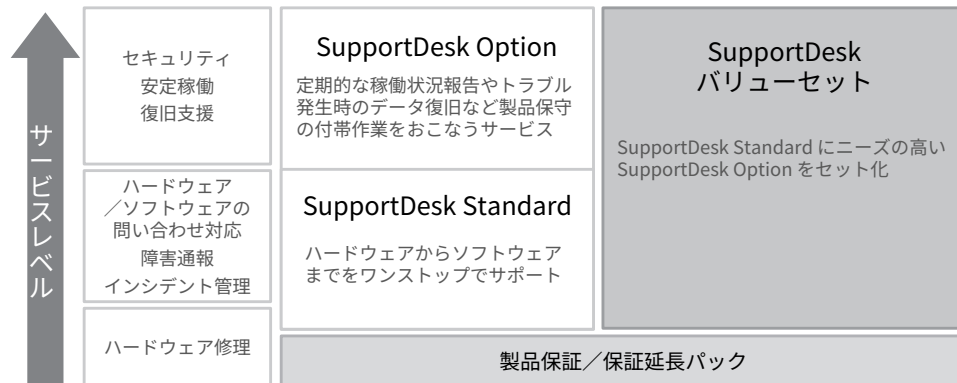 サービスレベル
セキュリティ
安定稼働
復旧支援
ハードウェア
／ソフトウェアの
問い合わせ対応
障害通報
インシデント管理
ハードウェア修理
SupportDesk Option
定期的な稼働状況報告やトラブル
発生時のデータ復旧など製品保守
の付帯作業をおこなうサービス
SupportDesk Standard
ハードウェアからソフトウェア
までをワンストップでサポート
SupportDesk
バリューセット
SupportDesk Standard にニーズの高い
SupportDesk Option をセット化
製品保証／保証延長パック